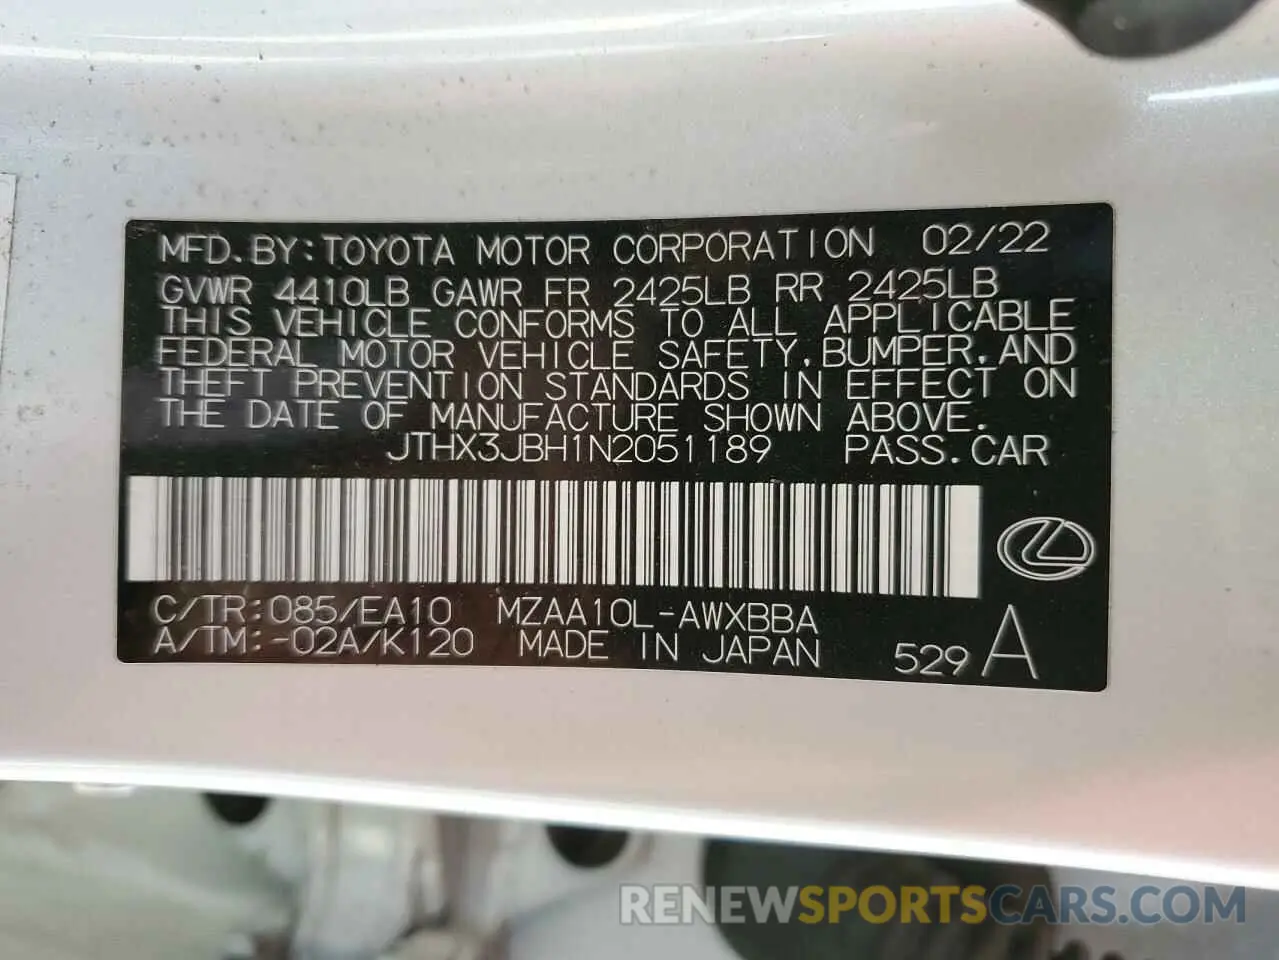 MFD.BY:TOYOTA MOTOR CORPORATION 02/22
GVWR 4410LB GAWR FR 2425LB RR 2425LB
THIS VEHICLE CONFORMS TO ALL APPLICABLE
FEDERAL MOTOR VEHICLE SAFETY,BUMPER,AND
THEFT PREVENTION STANDARDS IN EFFECT ON
THE DATE OF MANUFACTURE SHOWN ABOVE.
JTHX3JBH1N2051189 PASS.CAR
C/TR:085/EA10 MZAA10L-AWXBBA
A/TM:-02A/K120 MADE IN JAPAN 529 A
RENEWSPORTSCARS.COM